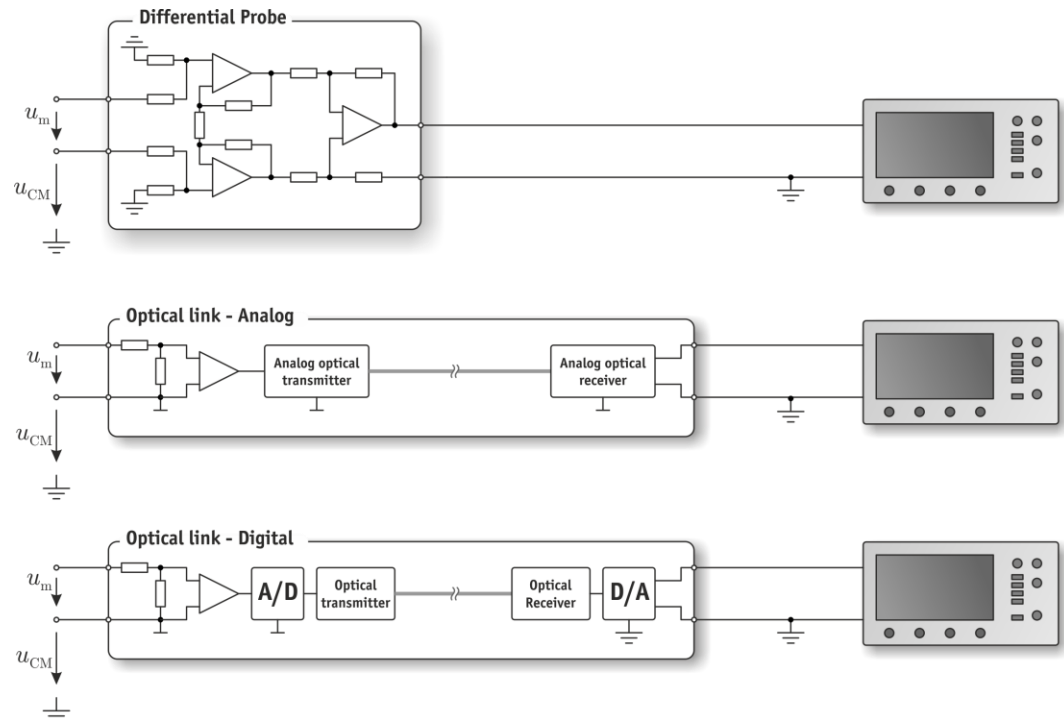 Differential Probe
u_m
u_CM
Optical link - Analog
u_m
Analog optical
transmitter
Analog optical
receiver
u_CM
Optical link - Digital
u_m
A/D
Optical
transmitter
Optical
Receiver
D/A
u_CM